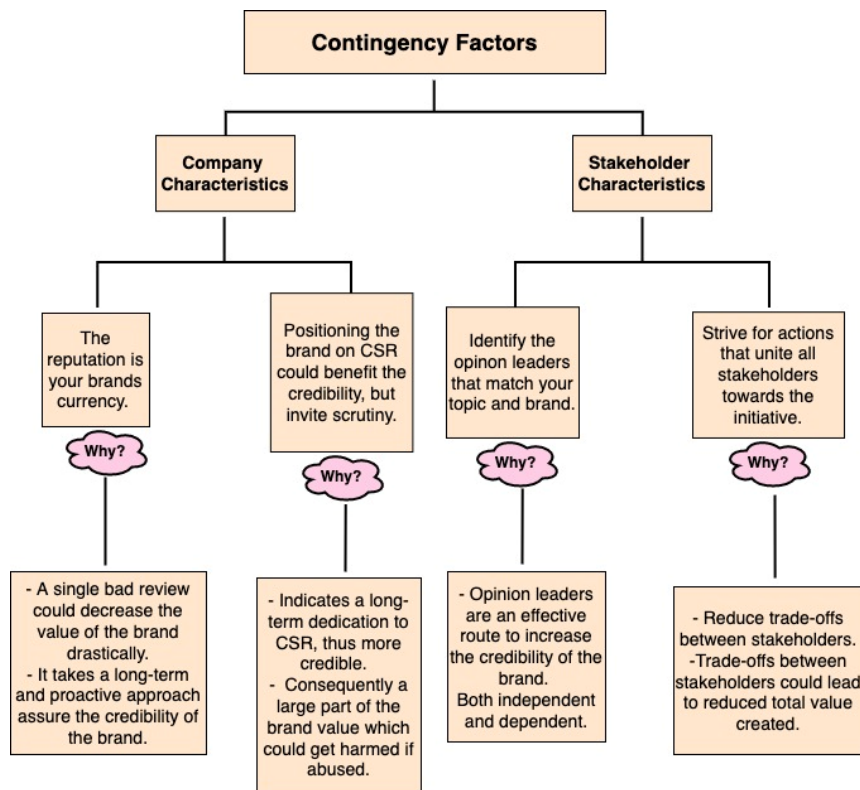 Contingency Factors
Company
Characteristics
Stakeholder
Characteristics
The
reputation is
your brands
currency.
Positioning the
brand on CSR
could benefit the
credibility, but
invite scrutiny.
Identify the
opinon leaders
that match your
topic and brand.
Strive for actions
that unite all
stakeholders
towards the
initiative.
Why?
Why?
Why?
Why?
- A single bad review
could decrease the
value of the brand
drastically.
- It takes a long-term
and proactive approach
assure the credibility of
the brand.
- Indicates a long-
term dedication to
CSR, thus more
credible.
- Consequently a
large part of the
brand value which
could get harmed if
abused.
- Opinion leaders
are an effective
route to increase
the credibility of the
brand.
Both independent
and dependent.
- Reduce trade-offs
between stakeholders.
-Trade-offs between
stakeholders could lead
to reduced total value
created.